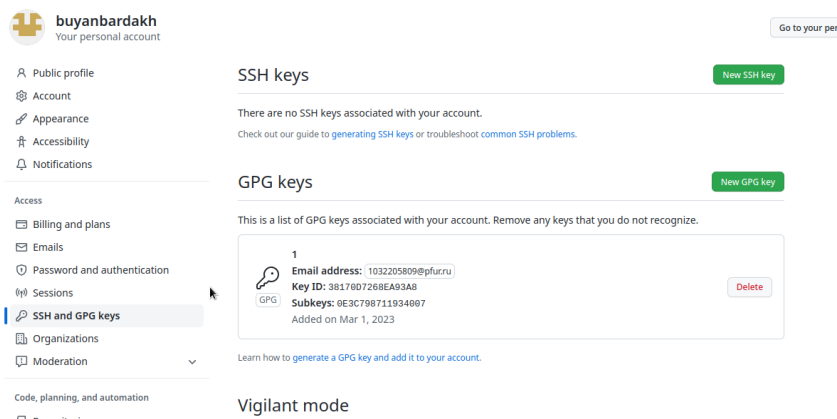 buyanbardakh
Your personal account
Go to your per
Public profile
Account
Appearance
Accessibility
Notifications
Access
Billing and plans
Emails
Password and authentication
Sessions
SSH and GPG keys
Organizations
Moderation
Code, planning, and automation
SSH keys
New SSH key
There are no SSH keys associated with your account.
Check out our guide to generating SSH keys or troubleshoot common SSH problems.
GPG keys
New GPG key
This is a list of GPG keys associated with your account. Remove any keys that you do not recognize.
1
Email address: 1032205809@pfur.ru
Key ID: 38170D7268EA93A8
GPG
Subkeys: 0E3C798711934007
Added on Mar 1, 2023
Delete
Learn how to generate a GPG key and add it to your account.
Vigilant mode